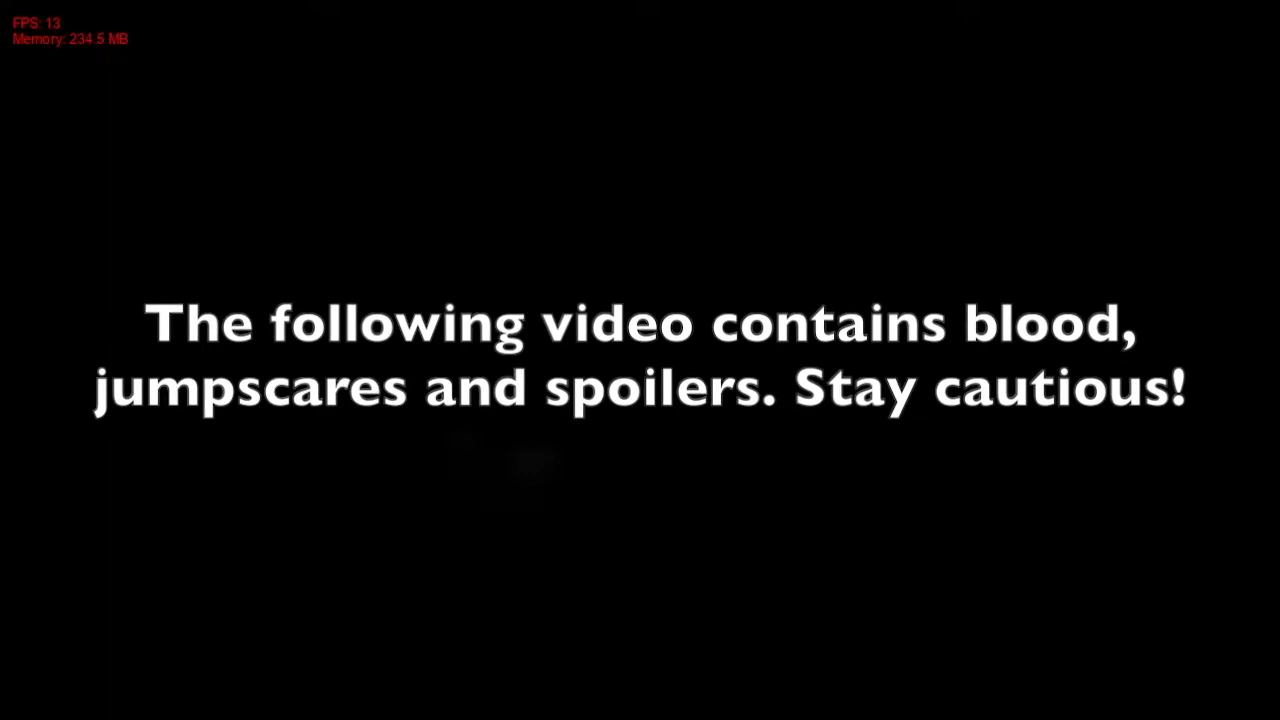 FPS: 13
Memory: 234.5 MB
The following video contains blood,
jumpscares and spoilers. Stay cautious!